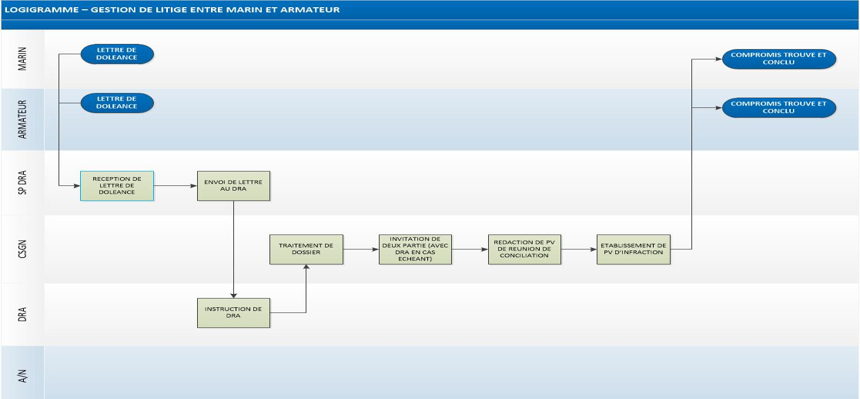 LOGIGRAMME – GESTION DE LITIGE ENTRE MARIN ET ARMATEUR
MARIN
LETTRE DE
DOLEANCE
COMPROMIS TROUVE ET
CONCLU
ARMATEUR
LETTRE DE
DOLEANCE
COMPROMIS TROUVE ET
CONCLU
SP DRA
RECEPTION DE
LETTRE DE
DOLEANCE
ENVOI DE LETTRE
AU DRA
CSGN
TRAITEMENT DE
DOSSIER
INVITATION DE
DEUX PARTIE (AVEC
DRA EN CAS
ECHEANT)
REDACTION DE PV
DE REUNION DE
CONCILIATION
ETABLISSEMENT DE
PV D'INFRACTION
DRA
INSTRUCTION DE
DRA
A/N